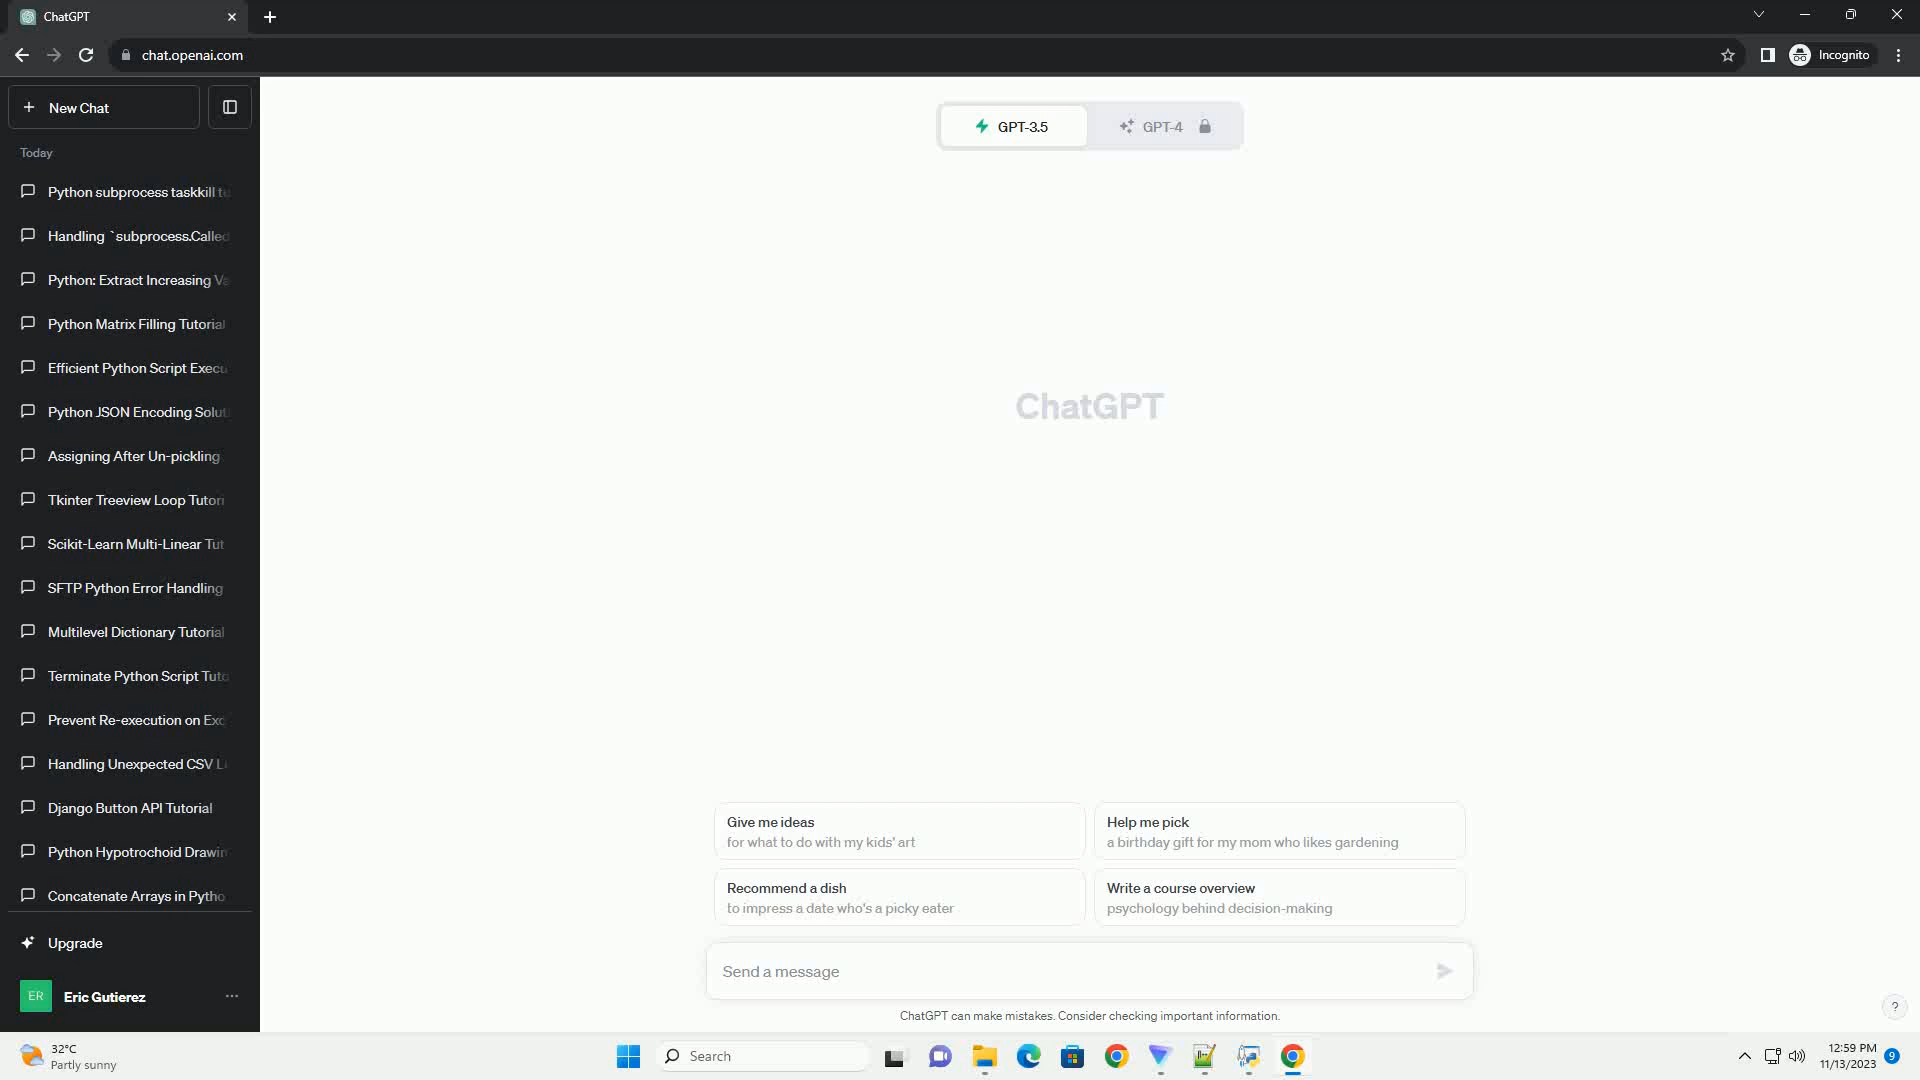 ChatGPT
chat.openai.com
Incognito
New Chat
Today
Python subprocess taskkill
Handling `subprocess.Called
Python: Extract Increasing
Python Matrix Filling Tutorial
Efficient Python Script Execu
Python JSON Encoding Solut
Assigning After Un-pickling
Tkinter Treeview Loop Tutori
Scikit-Learn Multi-Linear Tut
SFTP Python Error Handling
Multilevel Dictionary Tutorial
Terminate Python Script Tuto
Prevent Re-execution on Exc
Handling Unexpected CSV
Django Button API Tutorial
Python Hypotrochoid Drawin
Concatenate Arrays in Pytho
Upgrade
ER
Eric Gutierez
GPT-3.5
GPT-4
ChatGPT
Give me ideas
for what to do with my kids' art
Help me pick
a birthday gift for my mom who likes gardening
Recommend a dish
to impress a date who's a picky eater
Write a course overview
psychology behind decision-making
Send a message
ChatGPT can make mistakes. Consider checking important information.
?
32°C
Partly sunny
Search
12:59 PM
11/13/2023
9